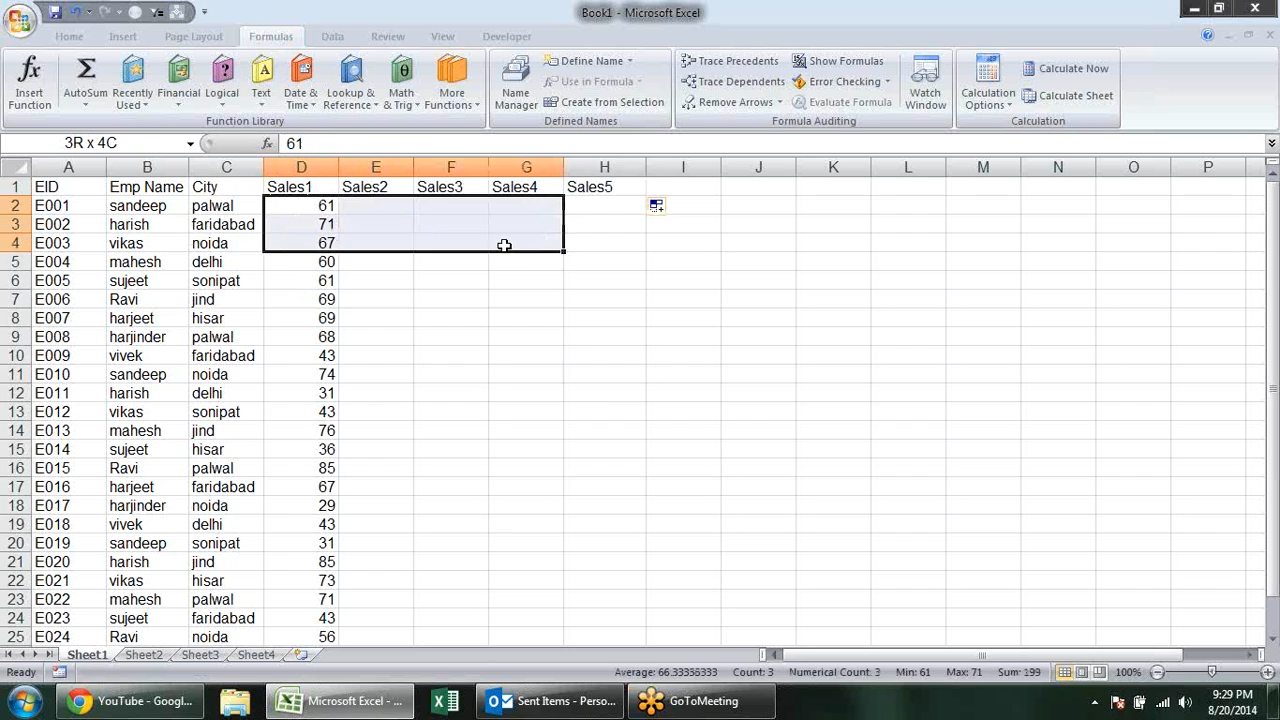 Book1 - Microsoft Excel
Home Insert Page Layout Formulas Data Review View Developer
Insert Function
AutoSum
Recently Used
Financial
Logical
Text
Date & Time
Lookup & Reference
Math & Trig
More Functions
Function Library
Name Manager
Define Name
Use in Formula
Create from Selection
Defined Names
Trace Precedents
Trace Dependents
Remove Arrows
Show Formulas
Error Checking
Evaluate Formula
Formula Auditing
Watch Window
Calculation Options
Calculate Now
Calculate Sheet
Calculation
3R x 4C fx 61
A B C D E F G H I J K L M N O P
1 EID Emp Name City Sales1 Sales2 Sales3 Sales4 Sales5
2 E001 sandeep palwal 61
3 E002 harish faridabad 71
4 E003 vikas noida 67
5 E004 mahesh delhi 60
6 E005 sujeet sonipat 61
7 E006 Ravi jind 69
8 E007 harjeet hisar 69
9 E008 harjinder palwal 68
10 E009 vivek faridabad 43
11 E010 sandeep noida 74
12 E011 harish delhi 31
13 E012 vikas sonipat 43
14 E013 mahesh jind 76
15 E014 sujeet hisar 36
16 E015 Ravi palwal 85
17 E016 harjeet faridabad 67
18 E017 harjinder noida 29
19 E018 vivek delhi 43
20 E019 sandeep sonipat 31
21 E020 harish jind 85
22 E021 vikas hisar 73
23 E022 mahesh palwal 71
24 E023 sujeet faridabad 43
25 E024 Ravi noida 56
Sheet1 Sheet2 Sheet3 Sheet4
Ready Average: 66.33333333 Count: 3 Numerical Count: 3 Min: 61 Max: 71 Sum: 199 100%
YouTube - Googl... Microsoft Excel - ... Sent Items - Perso... GoToMeeting
9:29 PM
8/20/2014